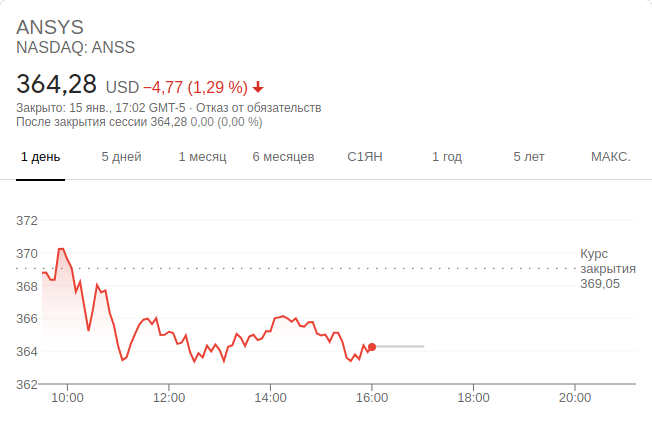 ANSYS
NASDAQ: ANSS
364,28 USD −4,77 (1,29 %)
Закрыто: 15 янв., 17:02 GMT-5 · Отказ от обязательств
После закрытия сессии 364,28 0,00 (0,00 %)
1 день 5 дней 1 месяц 6 месяцев С1ЯН 1 год 5 лет МАКС.
372
370
368
366
364
362
Курс
закрытия
369,05
10:00 12:00 14:00 16:00 18:00 20:00